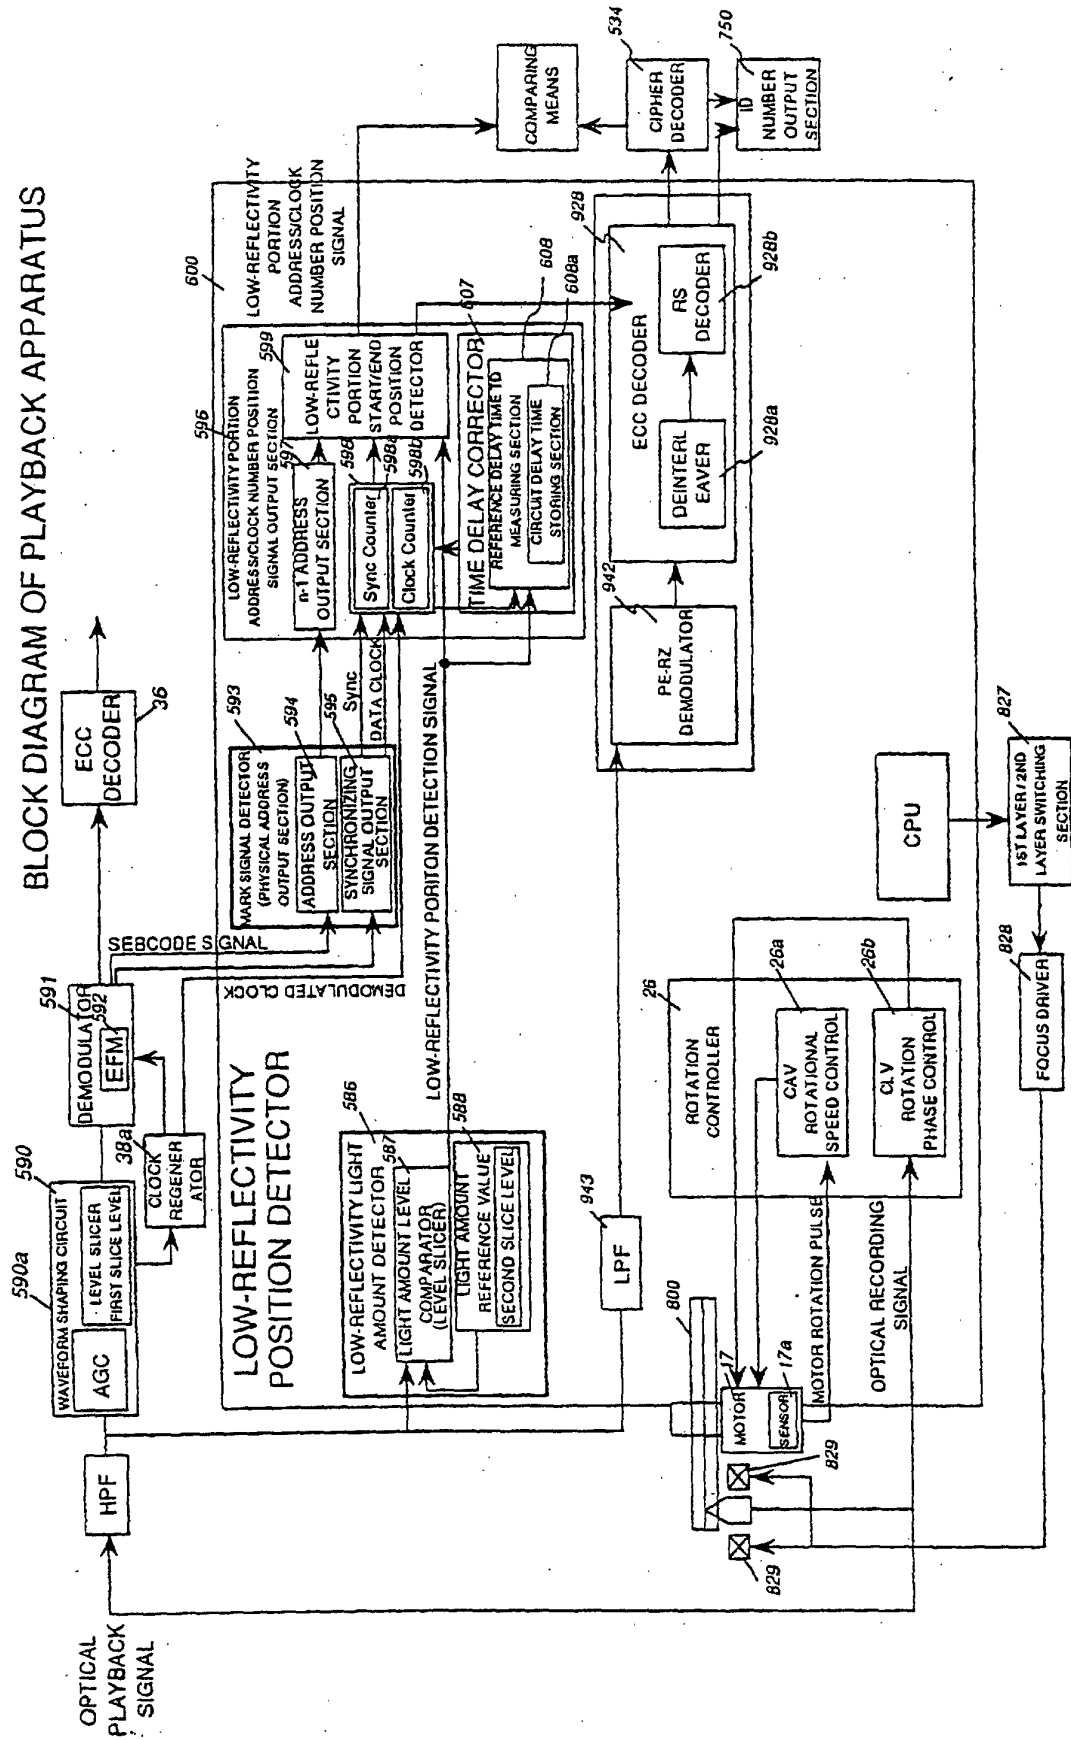 BLOCK DIAGRAM OF PLAYBACK APPARATUS
OPTICAL
PLAYBACK
SIGNAL
HPF
590a
590
WAVEFORM SHAPING CIRCUIT
AGC
LEVEL SLICER
FIRST SLICE LEVEL
38a
CLOCK
REGENER
ATOR
591
DEMODULATOR
592
EFM
ECC
DECODER
36
SEBCODE SIGNAL
DEMODULATED CLOCK
LOW-REFLECTIVITY
POSITION DETECTOR
600
586
LOW-REFLECTIVITY LIGHT
AMOUNT DETECTOR
587
LIGHT AMOUNT LEVEL
COMPARATOR
(LEVEL SLICER)
588
LIGHT AMOUNT
REFERENCE VALUE
SECOND SLICE LEVEL
LOW-REFLECTIVITY PORITON DETECTION SIGNAL
593
MARK SIGNAL DETECTOR
(PHYSICAL ADDRESS
OUTPUT SECTION)
594
ADDRESS OUTPUT
SECTION
595
SYNCHRONIZING
SIGNAL OUTPUT
SECTION
Sync
DATA CLOCK
596
LOW-REFLECTIVITY PORTION
ADDRESS/CLOCK NUMBER POSITION
SIGNAL OUTPUT SECTION
597
n-1 ADDRESS
OUTPUT SECTION
598
598a
Sync Counter
598b
Clock Counter
599
LOW-REFLE
CTIVITY
PORTION
START/END
POSITION
DETECTOR
LOW-REFLECTIVITY
PORTION
ADDRESS/CLOCK
NUMBER POSITION
SIGNAL
607
TIME DELAY CORRECTOR
608
REFERENCE DELAY TIME TO
MEASURING SECTION
608a
CIRCUIT DELAY TIME
STORING SECTION
COMPARING
MEANS
534
CIPHER
DECODER
750
ID
NUMBER
OUTPUT
SECTION
943
LPF
942
PE-RZ
DEMODULATOR
928
ECC DECODER
DEINTERL
EAVER
928a
RS
DECODER
928b
800
MOTOR
17
SENSOR
17a
829
829
MOTOR ROTATION PULSE
OPTICAL RECORDING
SIGNAL
26
ROTATION
CONTROLLER
26a
CAV
ROTATIONAL
SPEED CONTROL
26b
CLV
ROTATION
PHASE CONTROL
CPU
827
1ST LAYER / 2ND
LAYER SWITCHING
SECTION
828
FOCUS DRIVER